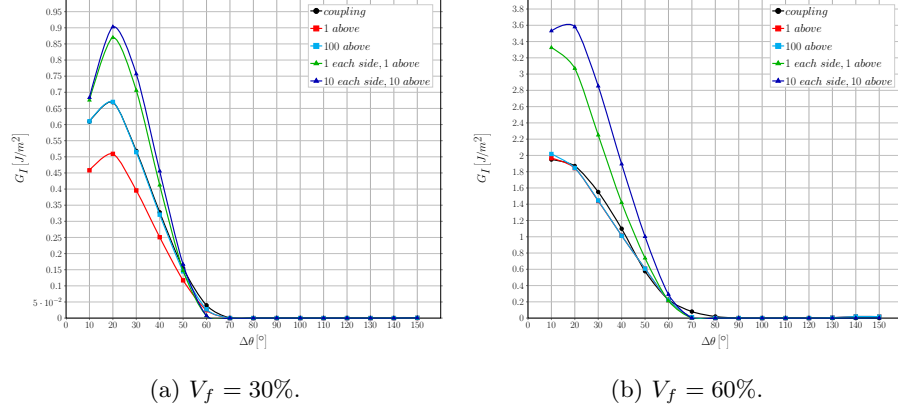 0.9
0.85
0.8
0.75
0.7
0.65
0.6
0.55
0.5
0.45
0.4
0.35
0.3
0.25
0.2
0.15
0.1
5 · 10⁻²
0
G_I [J/m²]
0 10 20 30 40 50 60 70 80 90 100 110 120 130 140 150
Δθ [°]
coupling
1 above
100 above
1 each side, 1 above
10 each side, 10 above
(a) V_f = 30%.
3.8
3.6
3.4
3.2
3
2.8
2.6
2.4
2.2
2
1.8
1.6
1.4
1.2
1
0.8
0.6
0.4
0.2
0
G_I [J/m²]
0 10 20 30 40 50 60 70 80 90 100 110 120 130 140 150
Δθ [°]
coupling
1 above
100 above
1 each side, 1 above
10 each side, 10 above
(b) V_f = 60%.